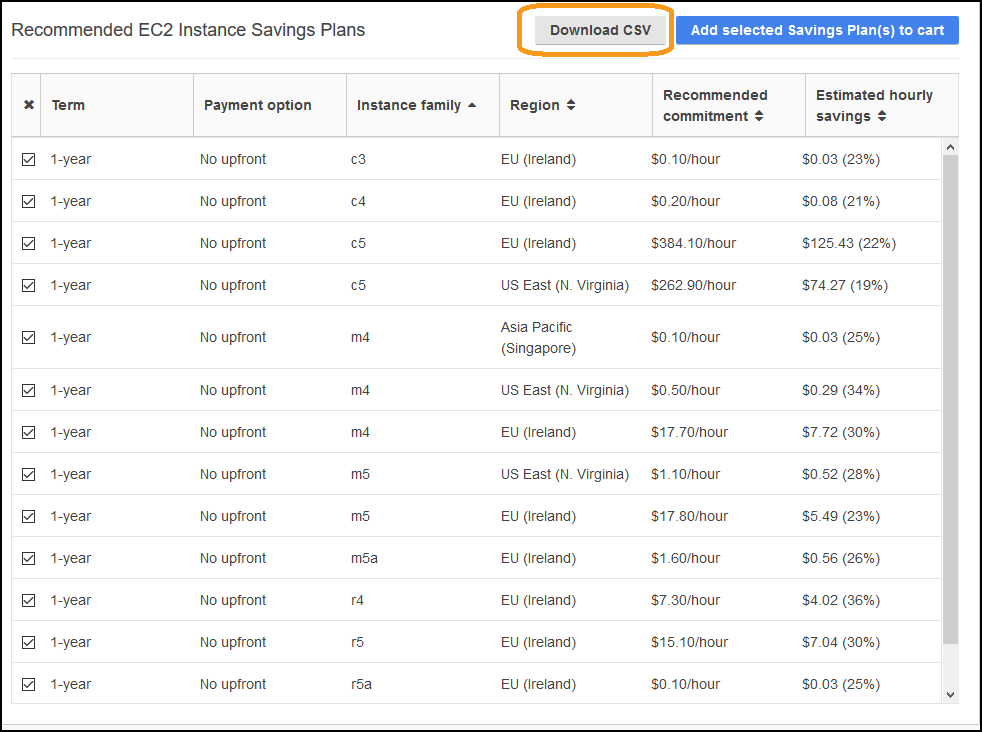 Recommended EC2 Instance Savings Plans
Download CSV
Add selected Savings Plan(s) to cart
Term Payment option Instance family Region Recommended commitment Estimated hourly savings
1-year No upfront c3 EU (Ireland) $0.10/hour $0.03 (23%)
1-year No upfront c4 EU (Ireland) $0.20/hour $0.08 (21%)
1-year No upfront c5 EU (Ireland) $384.10/hour $125.43 (22%)
1-year No upfront c5 US East (N. Virginia) $262.90/hour $74.27 (19%)
1-year No upfront m4 Asia Pacific (Singapore) $0.10/hour $0.03 (25%)
1-year No upfront m4 US East (N. Virginia) $0.50/hour $0.29 (34%)
1-year No upfront m4 EU (Ireland) $17.70/hour $7.72 (30%)
1-year No upfront m5 US East (N. Virginia) $1.10/hour $0.52 (28%)
1-year No upfront m5 EU (Ireland) $17.80/hour $5.49 (23%)
1-year No upfront m5a EU (Ireland) $1.60/hour $0.56 (26%)
1-year No upfront r4 EU (Ireland) $7.30/hour $4.02 (36%)
1-year No upfront r5 EU (Ireland) $15.10/hour $7.04 (30%)
1-year No upfront r5a EU (Ireland) $0.10/hour $0.03 (25%)